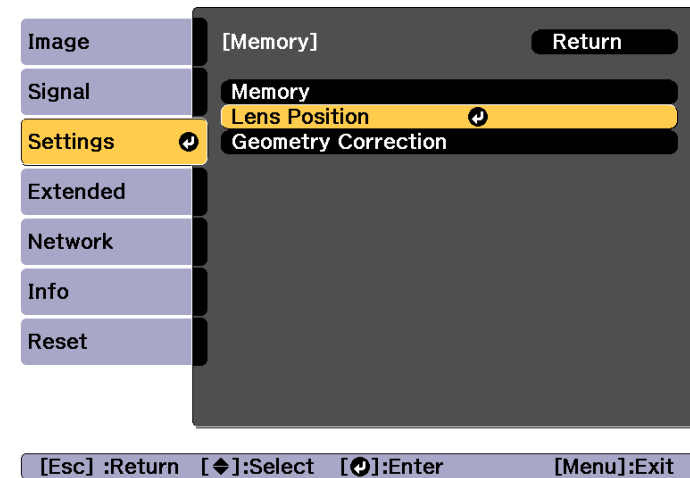 Image
Signal
Settings
Extended
Network
Info
Reset
[Memory]
Return
Memory
Lens Position
Geometry Correction
[Esc] :Return [◆]:Select [↵]:Enter [Menu]:Exit